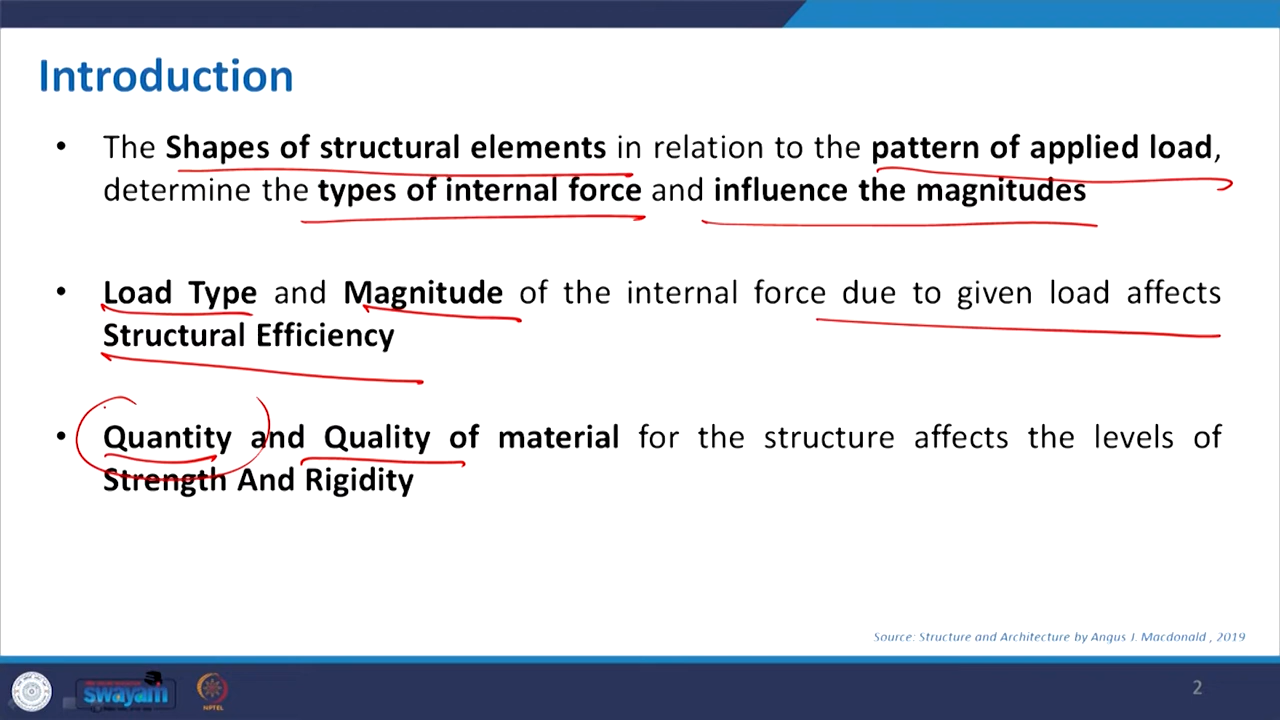 Introduction
• The Shapes of structural elements in relation to the pattern of applied load,
determine the types of internal force and influence the magnitudes
• Load Type and Magnitude of the internal force due to given load affects
Structural Efficiency
• Quantity and Quality of material for the structure affects the levels of
Strength And Rigidity
Source: Structure and Architecture by Angus J. Macdonald , 2019
swayam
NPTEL
2